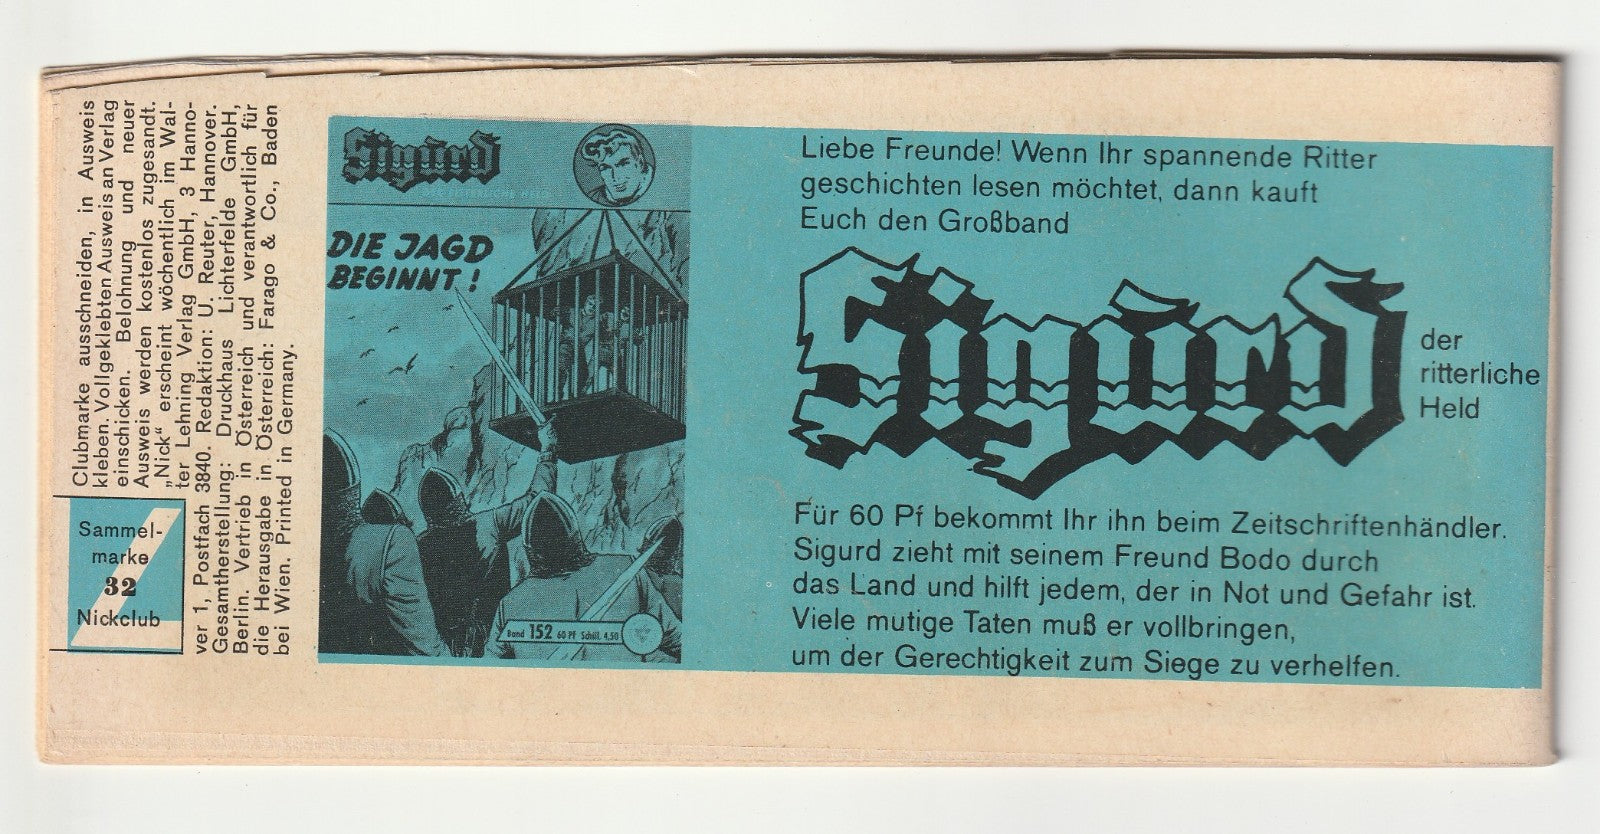 Clubmarke ausschneiden, in Ausweis
kleben. Vollgeklebten Ausweis an Verlag
einschicken. Belohnung und neuer
Ausweis werden kostenlos zugesandt.
„Nick“ erscheint wöchentlich im Wal-
ter Lehning Verlag GmbH, 3 Hanno-
ver 1, Postfach 3840. Redaktion: U. Reuter, Hannover.
Gesamtherstellung: Druckhaus Lichterfelde GmbH,
Berlin. Vertrieb in Österreich und verantwortlich für
die Herausgabe in Österreich: Farago & Co., Baden
bei Wien. Printed in Germany.
Sammel-
marke
32
Nickclub
Sigurd
DIE JAGD
BEGINNT!
Band 152 60 Pf Schill. 4,50
Liebe Freunde! Wenn Ihr spannende Ritter
geschichten lesen möchtet, dann kauft
Euch den Großband
Sigurd
der
ritterliche
Held
Für 60 Pf bekommt Ihr ihn beim Zeitschriftenhändler.
Sigurd zieht mit seinem Freund Bodo durch
das Land und hilft jedem, der in Not und Gefahr ist.
Viele mutige Taten muß er vollbringen,
um der Gerechtigkeit zum Siege zu verhelfen.